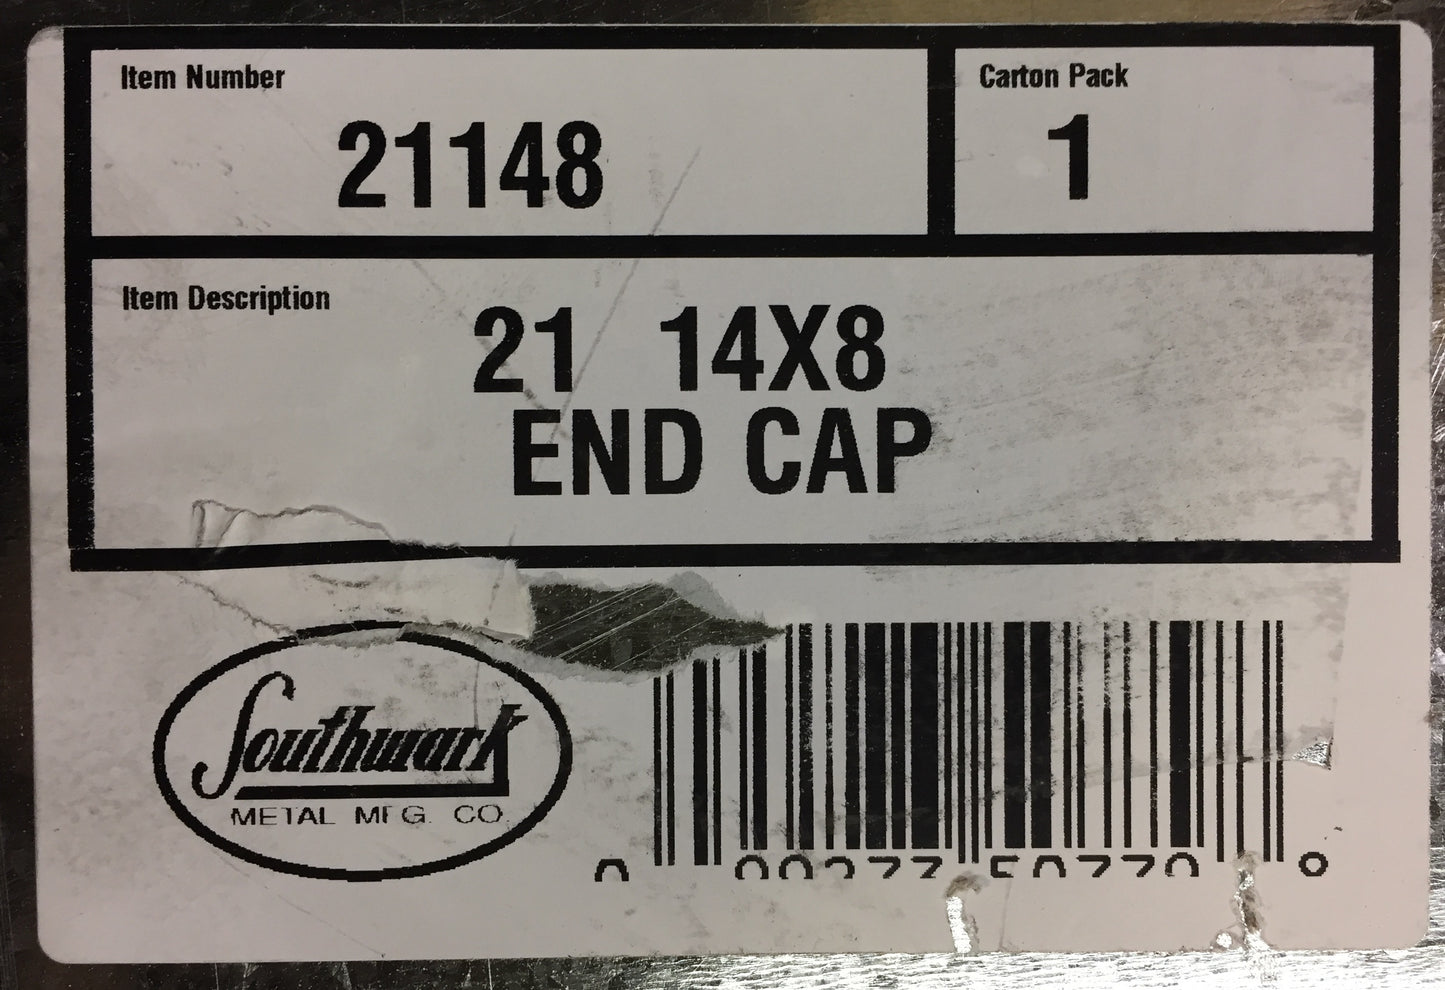 Item Number
21148
Carton Pack
1
Item Description
21 14X8
END CAP
Southwark
METAL MFG. CO.